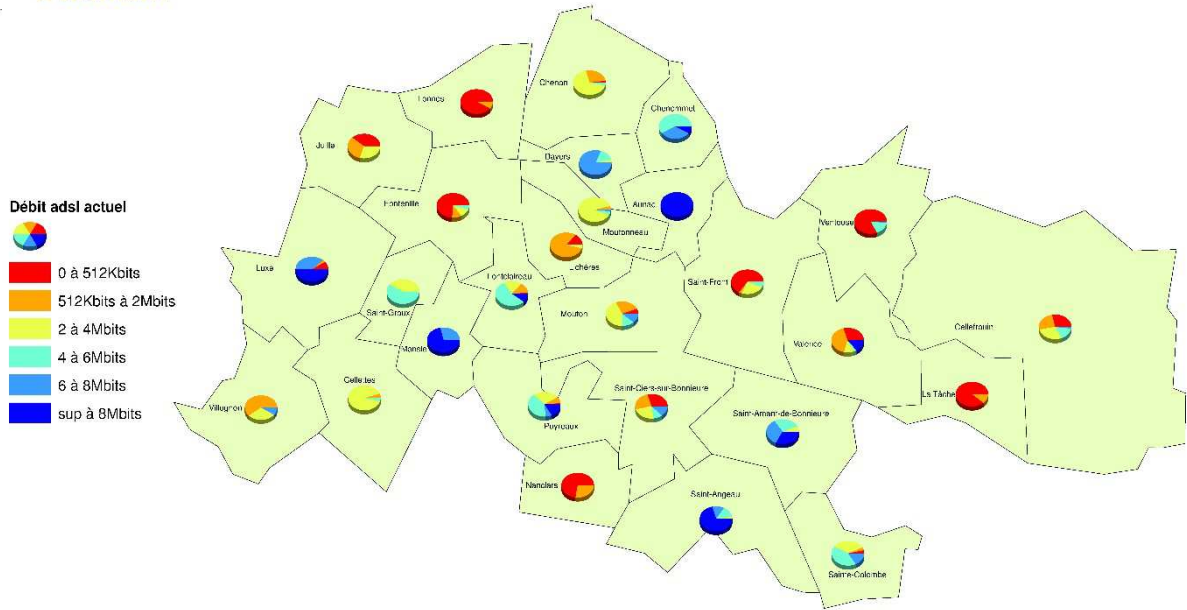 Chenon
Lonnes
Chenommet
Juillé
Bayers
Débit adsl actuel
Fontenille
Aunac
Ventouse
Moutonneau
0 à 512Kbits
Lichères
Luxé
Fontclaireau
Saint-Front
512Kbits à 2Mbits
Saint-Groux
Mouton
Cellefrouin
2 à 4Mbits
Mansle
Valence
4 à 6Mbits
Cellettes
Saint-Ciers-sur-Bonnieure
6 à 8Mbits
La Tâche
Villognon
Saint-Amant-de-Bonnieure
sup à 8Mbits
Puyréaux
Nanclars
Saint-Angeau
Sainte-Colombe